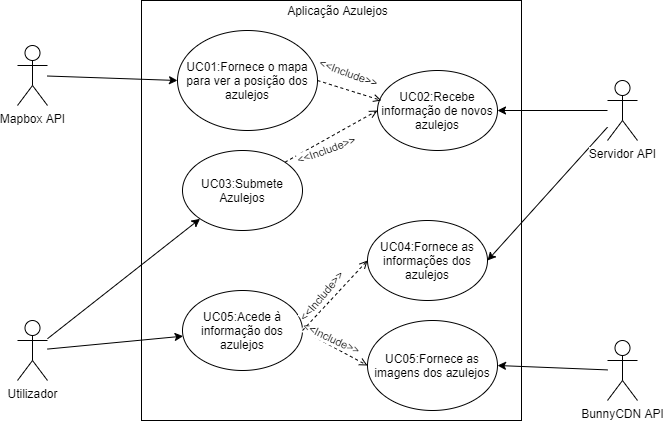 Aplicação Azulejos
UC01:Fornece o mapa
para ver a posição dos
azulejos
<<Include>>
UC02:Recebe
informação de novos
azulejos
Mapbox API
Servidor API
<<Include>>
UC03:Submete
Azulejos
UC04:Fornece as
informações dos
azulejos
<<Include>>
UC05:Acede à
informação dos
azulejos
<<Include>>
UC05:Fornece as
imagens dos azulejos
Utilizador
BunnyCDN API